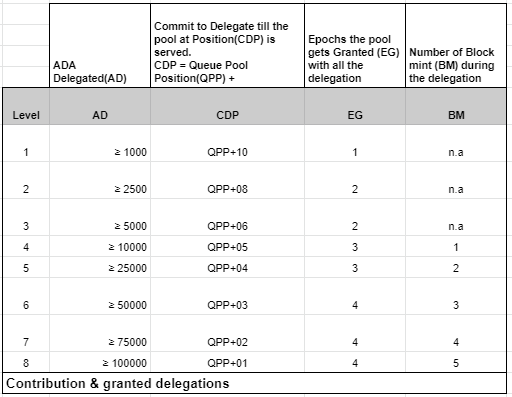 ADA
Delegated(AD)
Commit to Delegate till the
pool at Position(CDP) is
served.
CDP = Queue Pool
Position(QPP) +
Epochs the pool
gets Granted (EG)
with all the
delegation
Number of Block
mint (BM) during
the delegation
Level AD CDP EG BM
1 ≥ 1000 QPP+10 1 n.a
2 ≥ 2500 QPP+08 2 n.a
3 ≥ 5000 QPP+06 2 n.a
4 ≥ 10000 QPP+05 3 1
5 ≥ 25000 QPP+04 3 2
6 ≥ 50000 QPP+03 4 3
7 ≥ 75000 QPP+02 4 4
8 ≥ 100000 QPP+01 4 5
Contribution & granted delegations